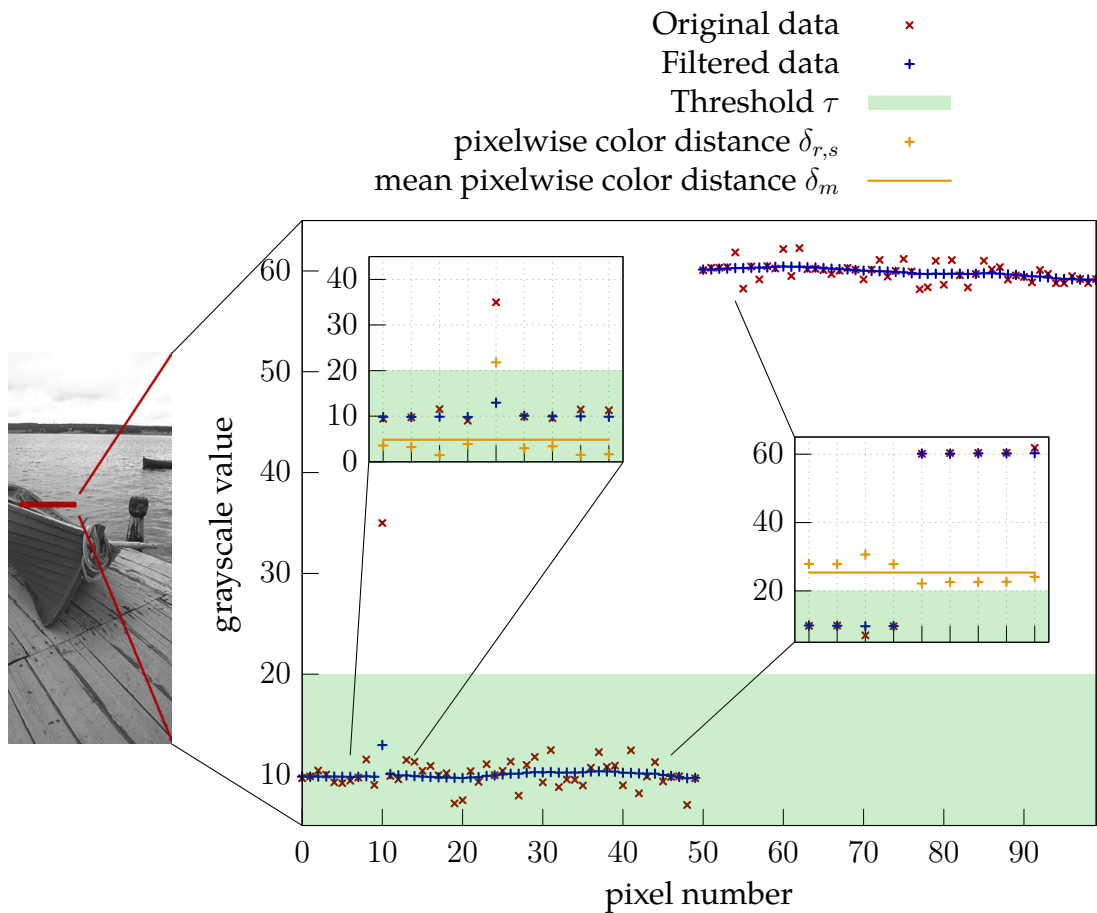 Original data
Filtered data
Threshold τ
pixelwise color distance δr,s
mean pixelwise color distance δm
60
50
40
30
20
10
grayscale value
40
30
20
10
0
60
40
20
0 10 20 30 40 50 60 70 80 90
pixel number